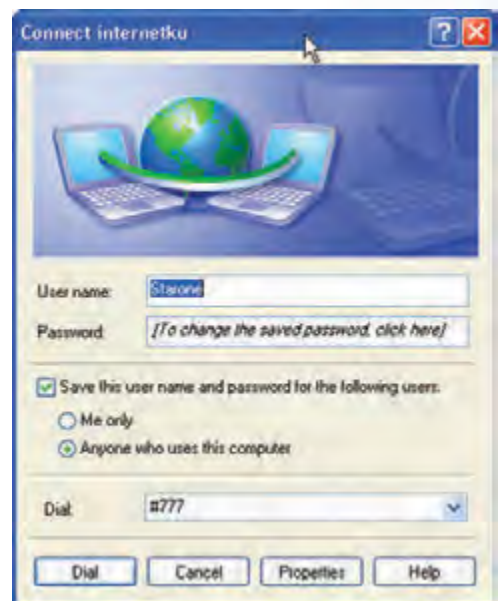 Connect internetku
User name:
Starone
Password:
[To change the saved password, click here]
Save this user name and password for the following users:
Me only
Anyone who uses this computer
Dial:
#777
Dial
Cancel
Properties
Help